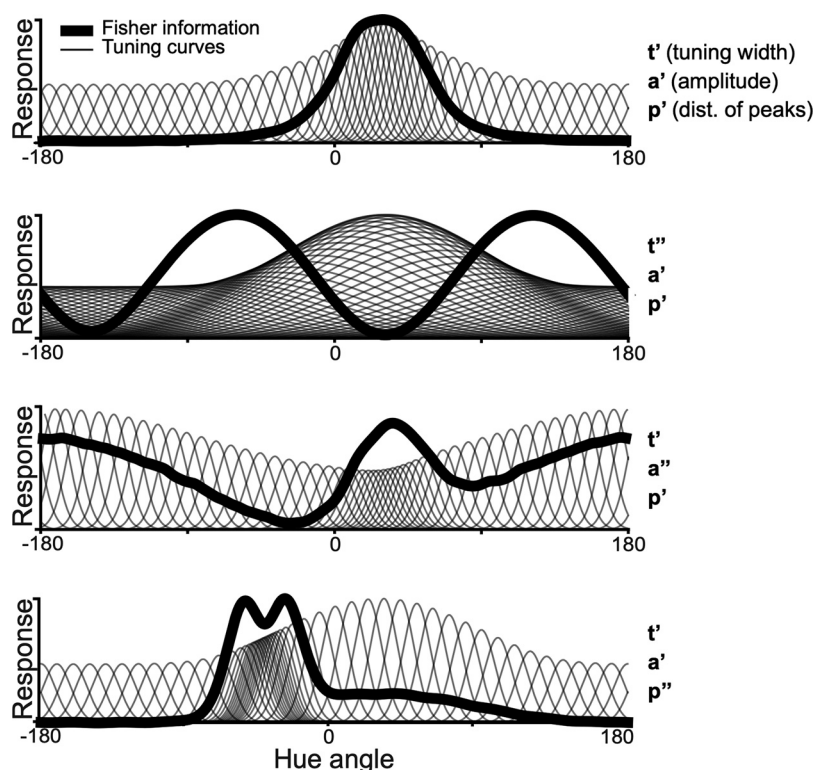 Fisher information
Tuning curves
Response
-180 0 180
t’ (tuning width)
a’ (amplitude)
p’ (dist. of peaks)
Response
-180 0 180
t”
a’
p’
Response
-180 0 180
t’
a”
p’
Response
-180 0 180
t’
a’
p”
Hue angle